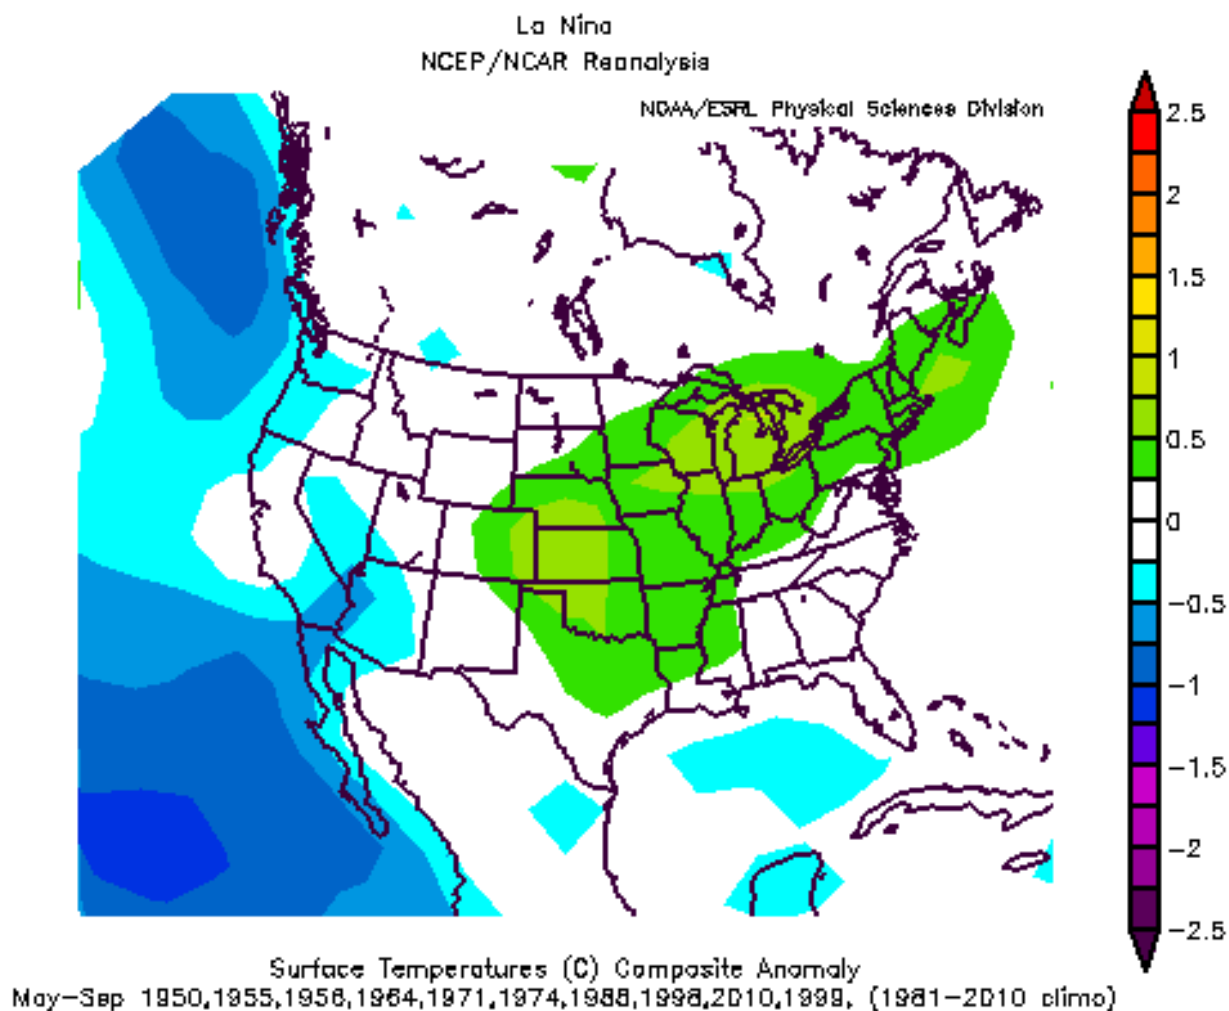 La Nina
NCEP/NCAR Reanalysis
NOAA/ESRL Physical Sciences Division
2.5
2
1.5
1
0.5
0
-0.5
-1
-1.5
-2
-2.5
Surface Temperatures (C) Composite Anomaly
May-Sep 1950,1955,1956,1964,1971,1974,1988,1998,2010,1999, (1981-2010 climo)